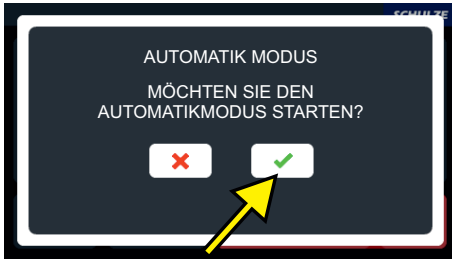 SCHULZE
AUTOMATIK MODUS
MÖCHTEN SIE DEN
AUTOMATIKMODUS STARTEN?